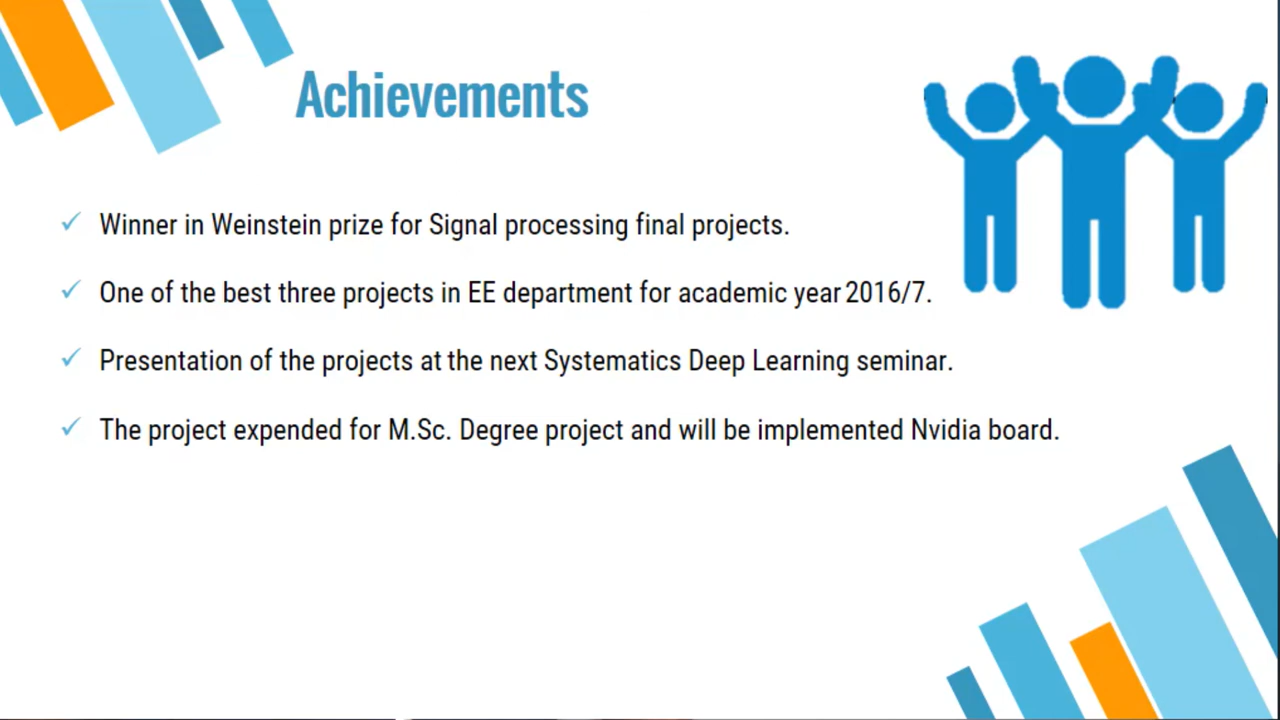 Achievements
Winner in Weinstein prize for Signal processing final projects.
One of the best three projects in EE department for academic year 2016/7.
Presentation of the projects at the next Systematics Deep Learning seminar.
The project expended for M.Sc. Degree project and will be implemented Nvidia board.